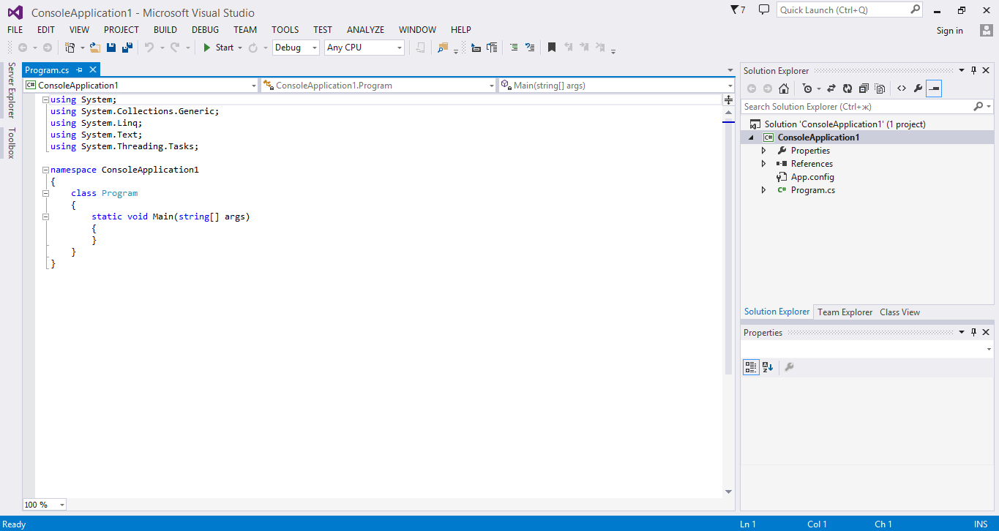 ConsoleApplication1 - Microsoft Visual Studio
7
Quick Launch (Ctrl+Q)
FILE EDIT VIEW PROJECT BUILD DEBUG TEAM TOOLS TEST ANALYZE WINDOW HELP
Sign in
Start Debug Any CPU
Server Explorer
Toolbox
Program.cs
ConsoleApplication1
ConsoleApplication1.Program
Main(string[] args)
using System;
using System.Collections.Generic;
using System.Linq;
using System.Text;
using System.Threading.Tasks;
namespace ConsoleApplication1
{
class Program
{
static void Main(string[] args)
{
}
}
}
100 %
Solution Explorer
Search Solution Explorer (Ctrl+ж)
Solution 'ConsoleApplication1' (1 project)
C# ConsoleApplication1
Properties
References
App.config
C# Program.cs
Solution Explorer Team Explorer Class View
Properties
Ready
Ln 1 Col 1 Ch 1 INS